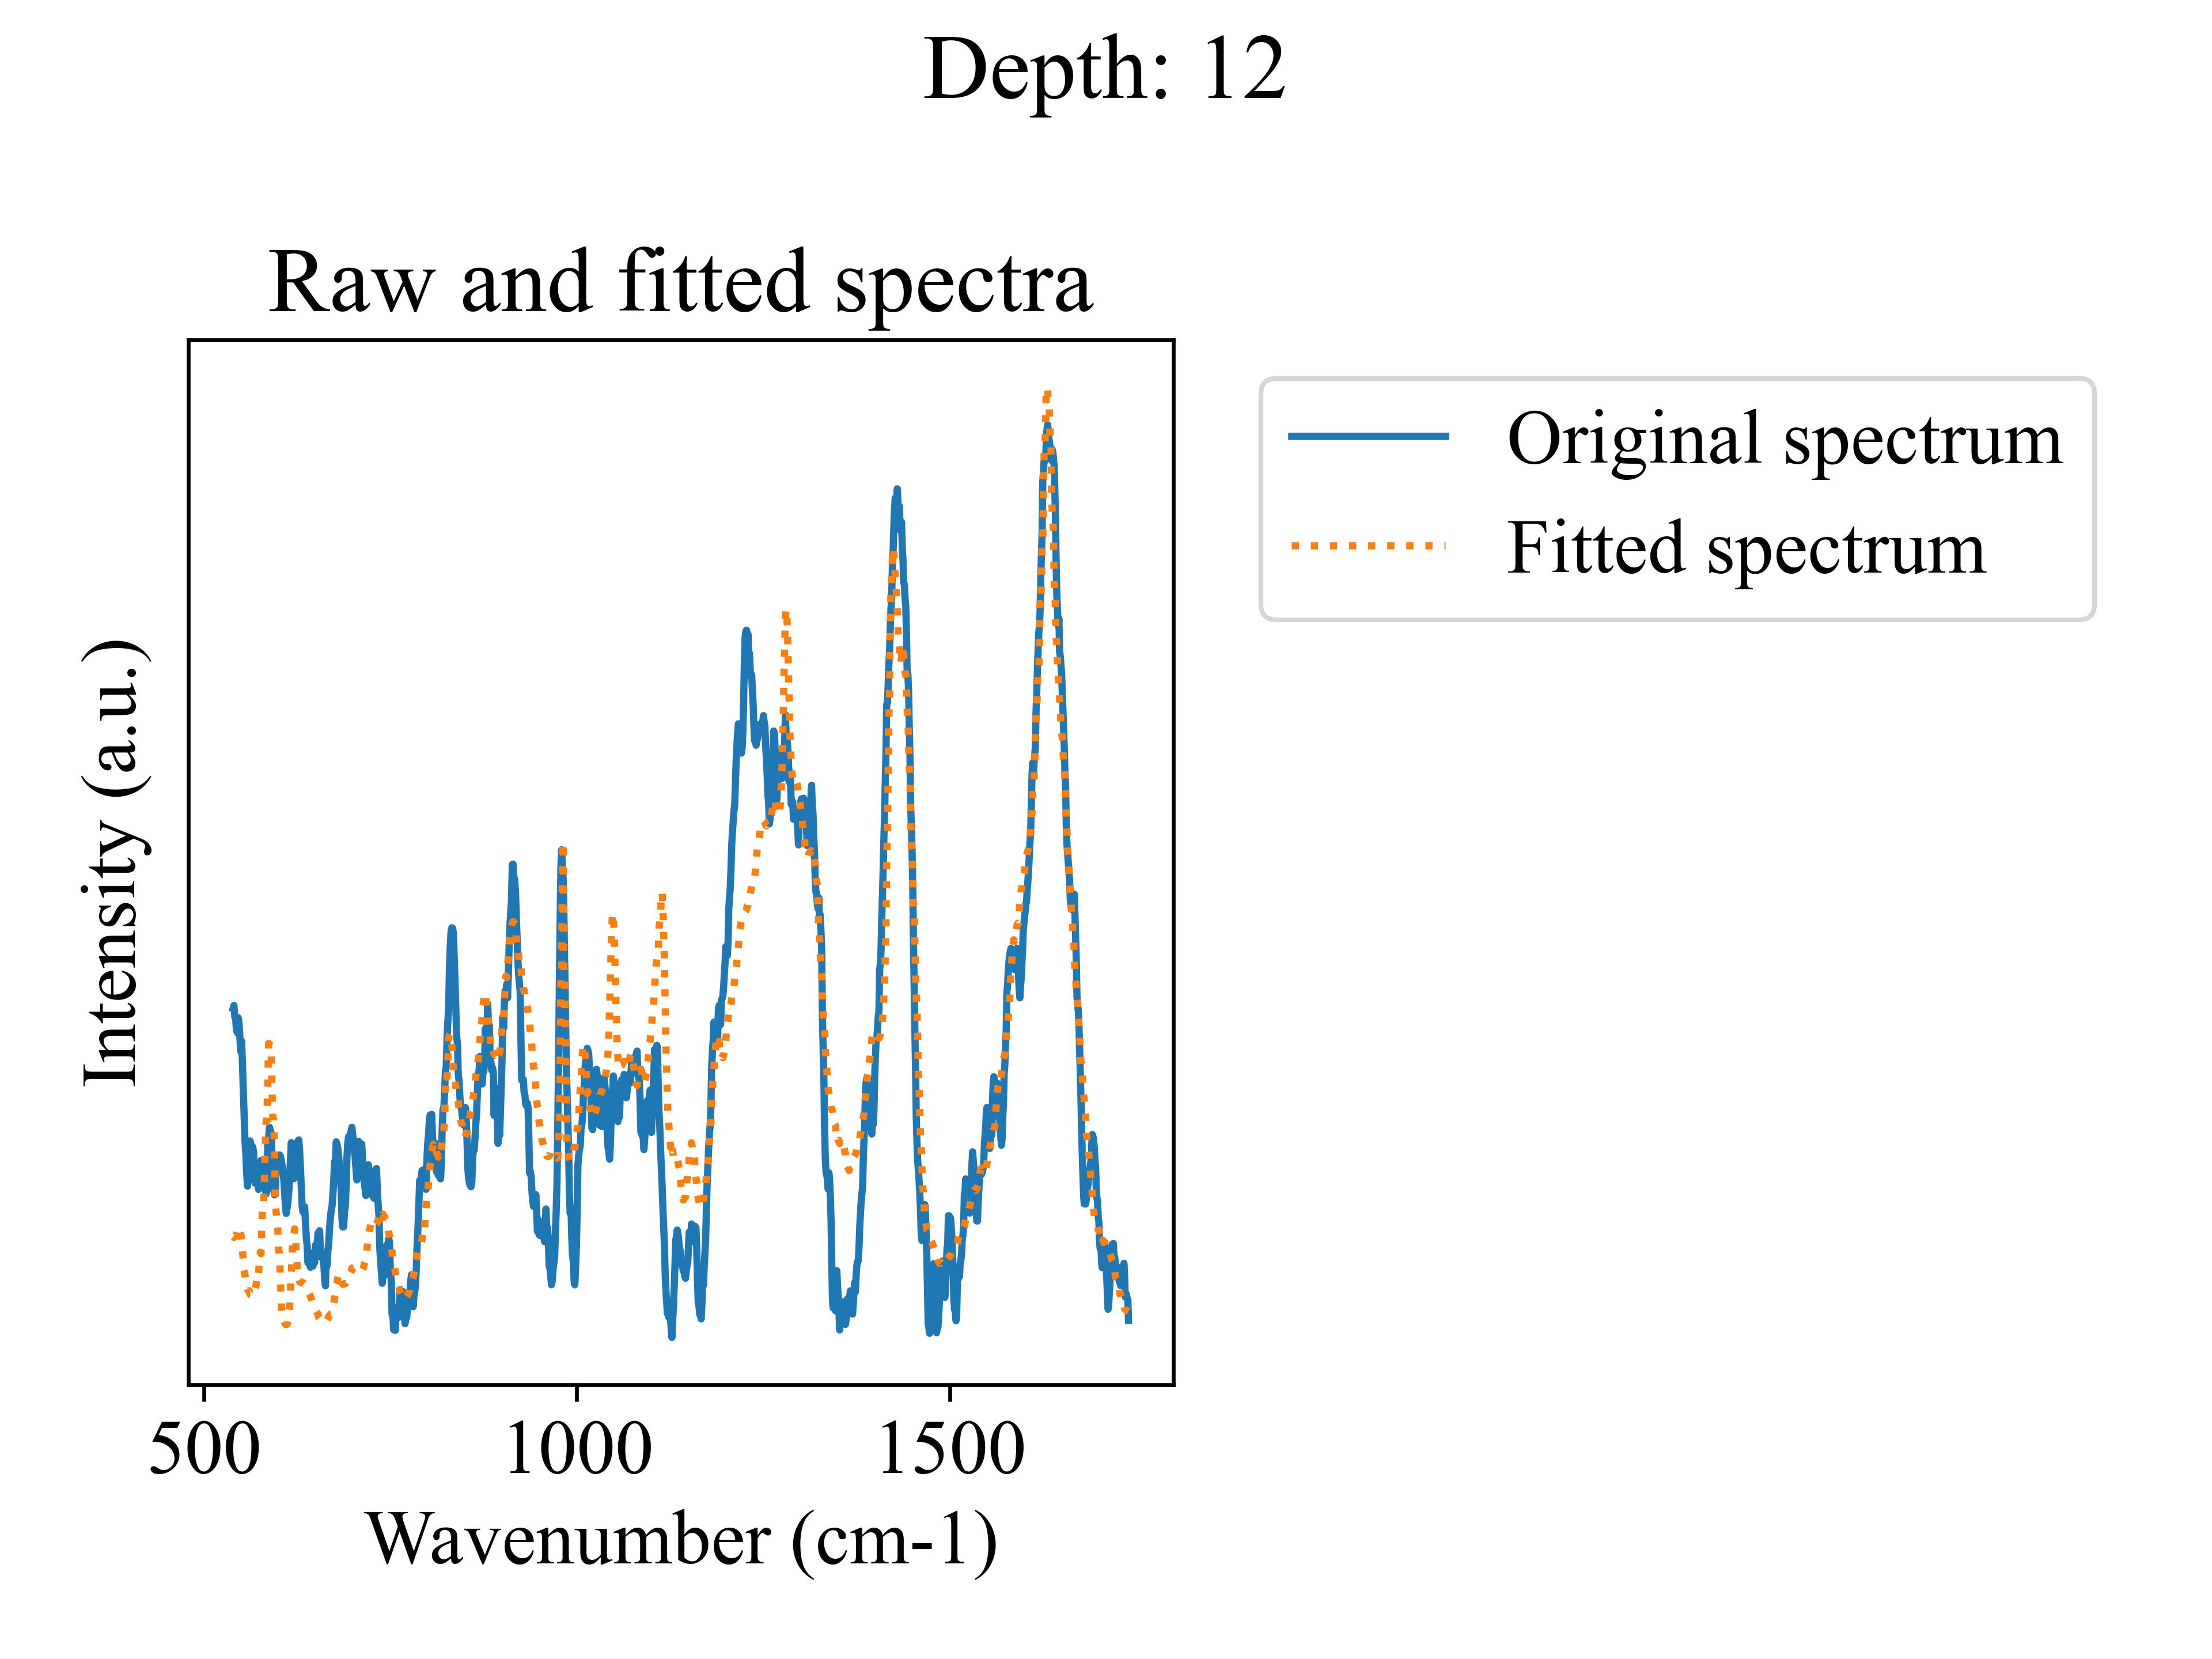 Depth: 12
Raw and fitted spectra
Original spectrum
Fitted spectrum
Intensity (a.u.)
500 1000 1500
Wavenumber (cm-1)